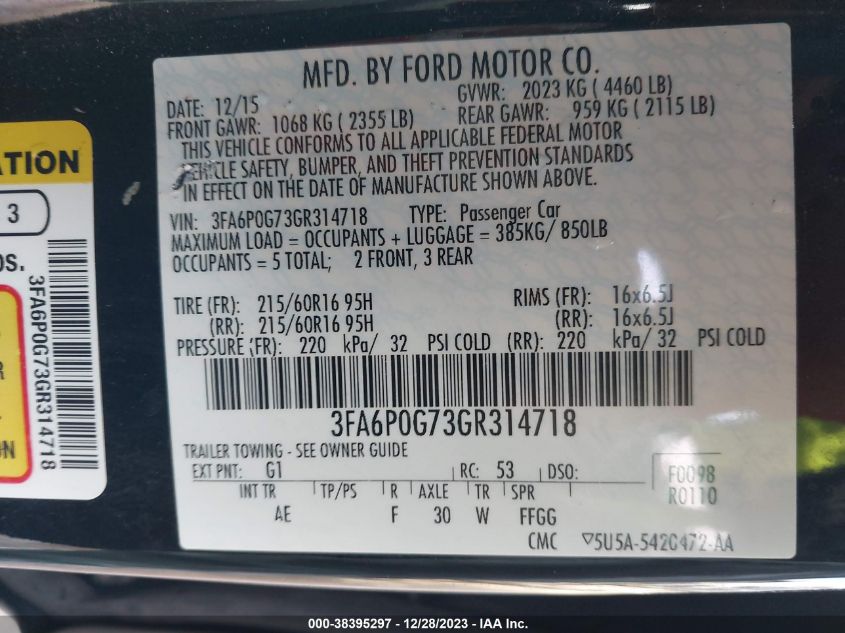 MFD. BY FORD MOTOR CO.
DATE: 12/15
GVWR: 2023 KG ( 4460 LB)
FRONT GAWR: 1068 KG ( 2355 LB)
REAR GAWR: 959 KG ( 2115 LB)
THIS VEHICLE CONFORMS TO ALL APPLICABLE FEDERAL MOTOR
VEHICLE SAFETY, BUMPER, AND THEFT PREVENTION STANDARDS
IN EFFECT ON THE DATE OF MANUFACTURE SHOWN ABOVE.
VIN: 3FA6P0G73GR314718 TYPE: Passenger Car
MAXIMUM LOAD = OCCUPANTS + LUGGAGE = 385KG/ 850LB
OCCUPANTS = 5 TOTAL; 2 FRONT, 3 REAR
TIRE (FR): 215/60R16 95H RIMS (FR): 16x6.5J
(RR): 215/60R16 95H (RR): 16x6.5J
PRESSURE (FR): 220 kPa/ 32 PSI COLD (RR): 220 kPa/ 32 PSI COLD
3FA6P0G73GR314718
TRAILER TOWING - SEE OWNER GUIDE
EXT PNT: G1 RC: 53 DSO:
F0098
R0110
INT TR TP/PS R AXLE TR SPR
AE F 30 W FFGG
CMC ▽5U5A-5420472-AA
ATION
3
OS.
R
ON
3FA6P0G73GR314718
000-38395297 - 12/28/2023 - IAA Inc.